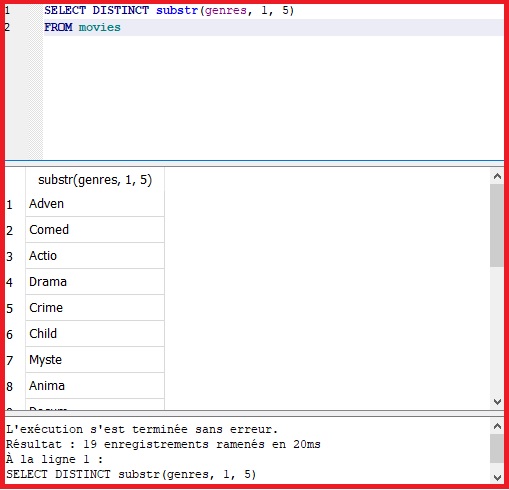 1 SELECT DISTINCT substr(genres, 1, 5)
2 FROM movies
substr(genres, 1, 5)
1 Adven
2 Comed
3 Actio
4 Drama
5 Crime
6 Child
7 Myste
8 Anima
L'exécution s'est terminée sans erreur.
Résultat : 19 enregistrements ramenés en 20ms
À la ligne 1 :
SELECT DISTINCT substr(genres, 1, 5)